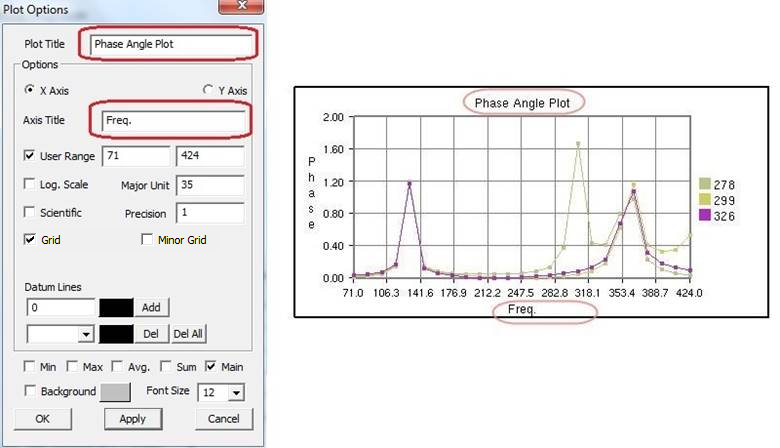 Plot Options
Plot Title Phase Angle Plot
Options
X Axis Y Axis
Axis Title Freq.
User Range 71 424
Log. Scale Major Unit 35
Scientific Precision 1
Grid Minor Grid
Datum Lines
0 Add
Del Del All
Min Max Avg. Sum Main
Background Font Size 12
OK Apply Cancel
Phase Angle Plot
Phase
2.00
1.60
1.20
0.80
0.40
0.00
71.0 106.3 141.6 176.9 212.2 247.5 282.8 318.1 353.4 388.7 424.0
Freq.
278
299
326